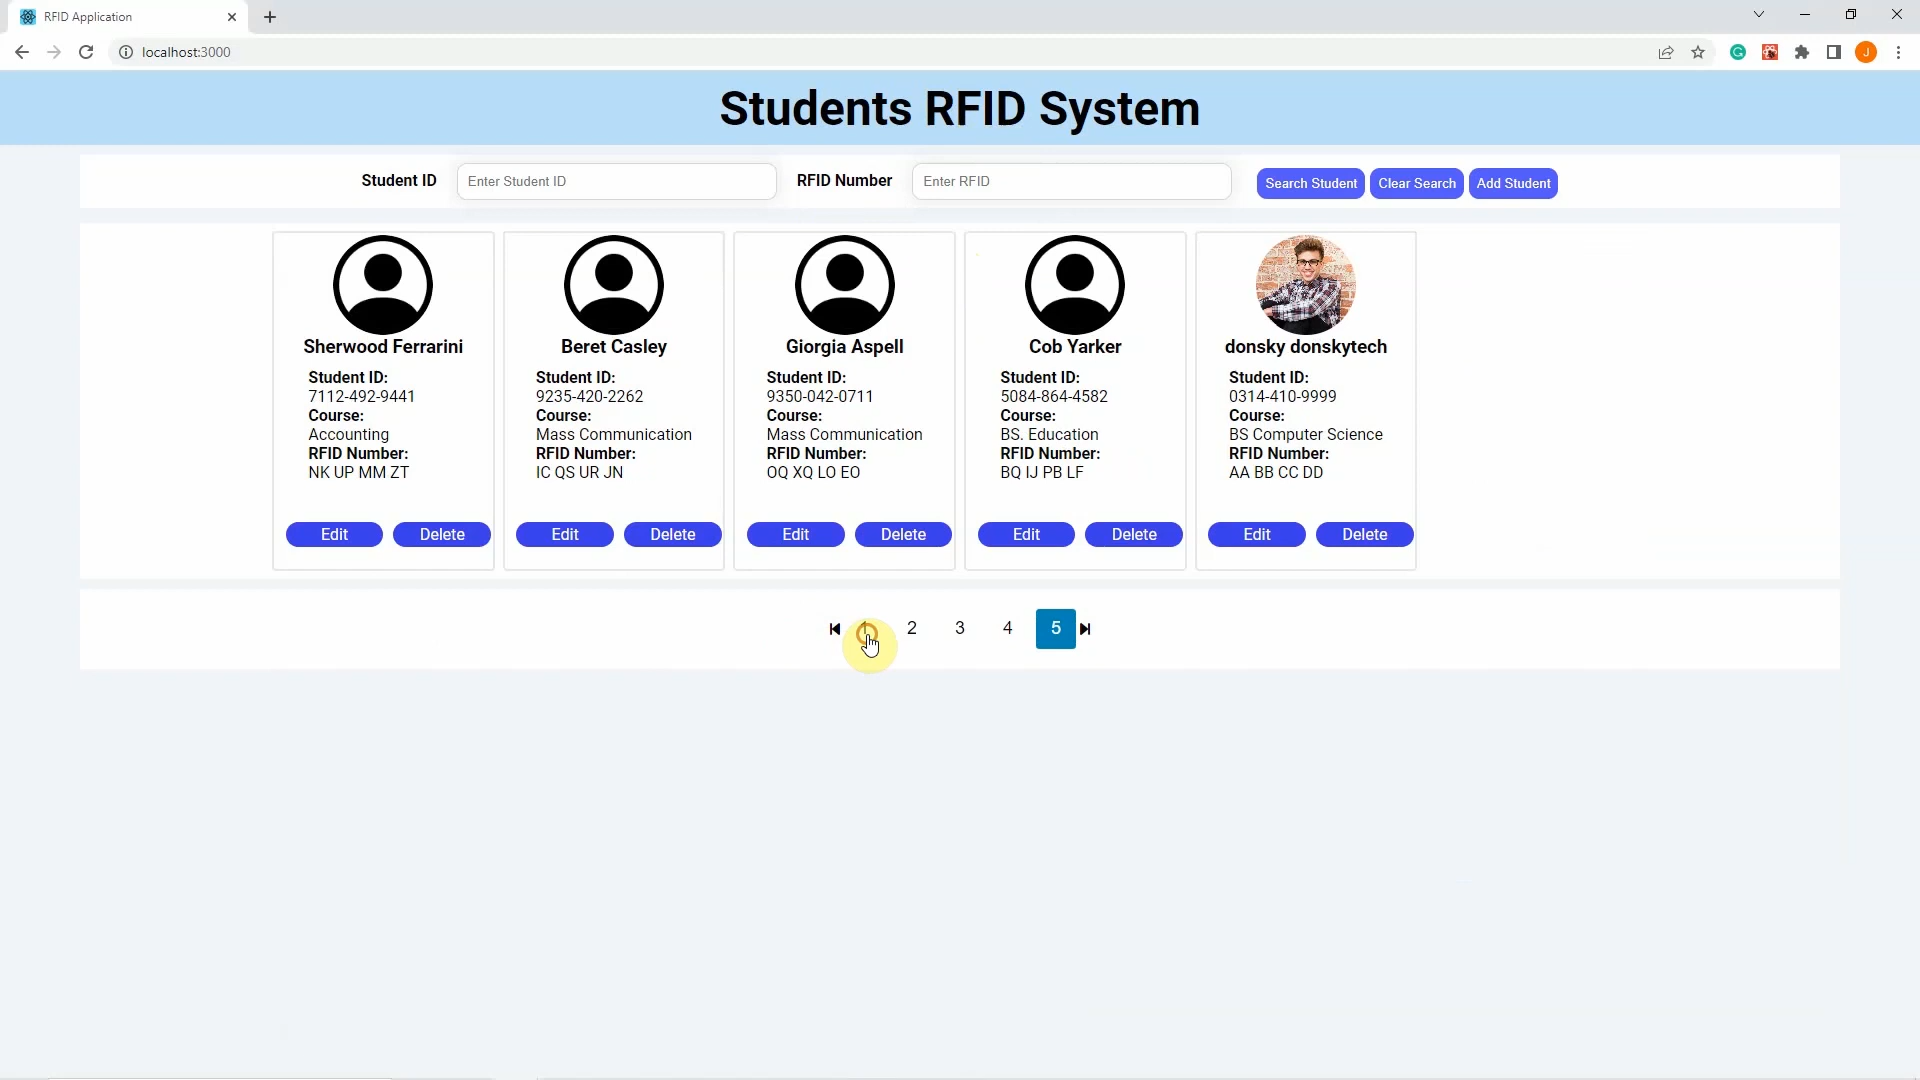 RFID Application
localhost:3000
J
Students RFID System
Student ID Enter Student ID RFID Number Enter RFID Search Student Clear Search Add Student
Sherwood Ferrarini
Student ID:
7112-492-9441
Course:
Accounting
RFID Number:
NK UP MM ZT
Edit Delete
Beret Casley
Student ID:
9235-420-2262
Course:
Mass Communication
RFID Number:
IC QS UR JN
Edit Delete
Giorgia Aspell
Student ID:
9350-042-0711
Course:
Mass Communication
RFID Number:
OQ XQ LO EO
Edit Delete
Cob Yarker
Student ID:
5084-864-4582
Course:
BS. Education
RFID Number:
BQ IJ PB LF
Edit Delete
donsky donskytech
Student ID:
0314-410-9999
Course:
BS Computer Science
RFID Number:
AA BB CC DD
Edit Delete
1 2 3 4 5